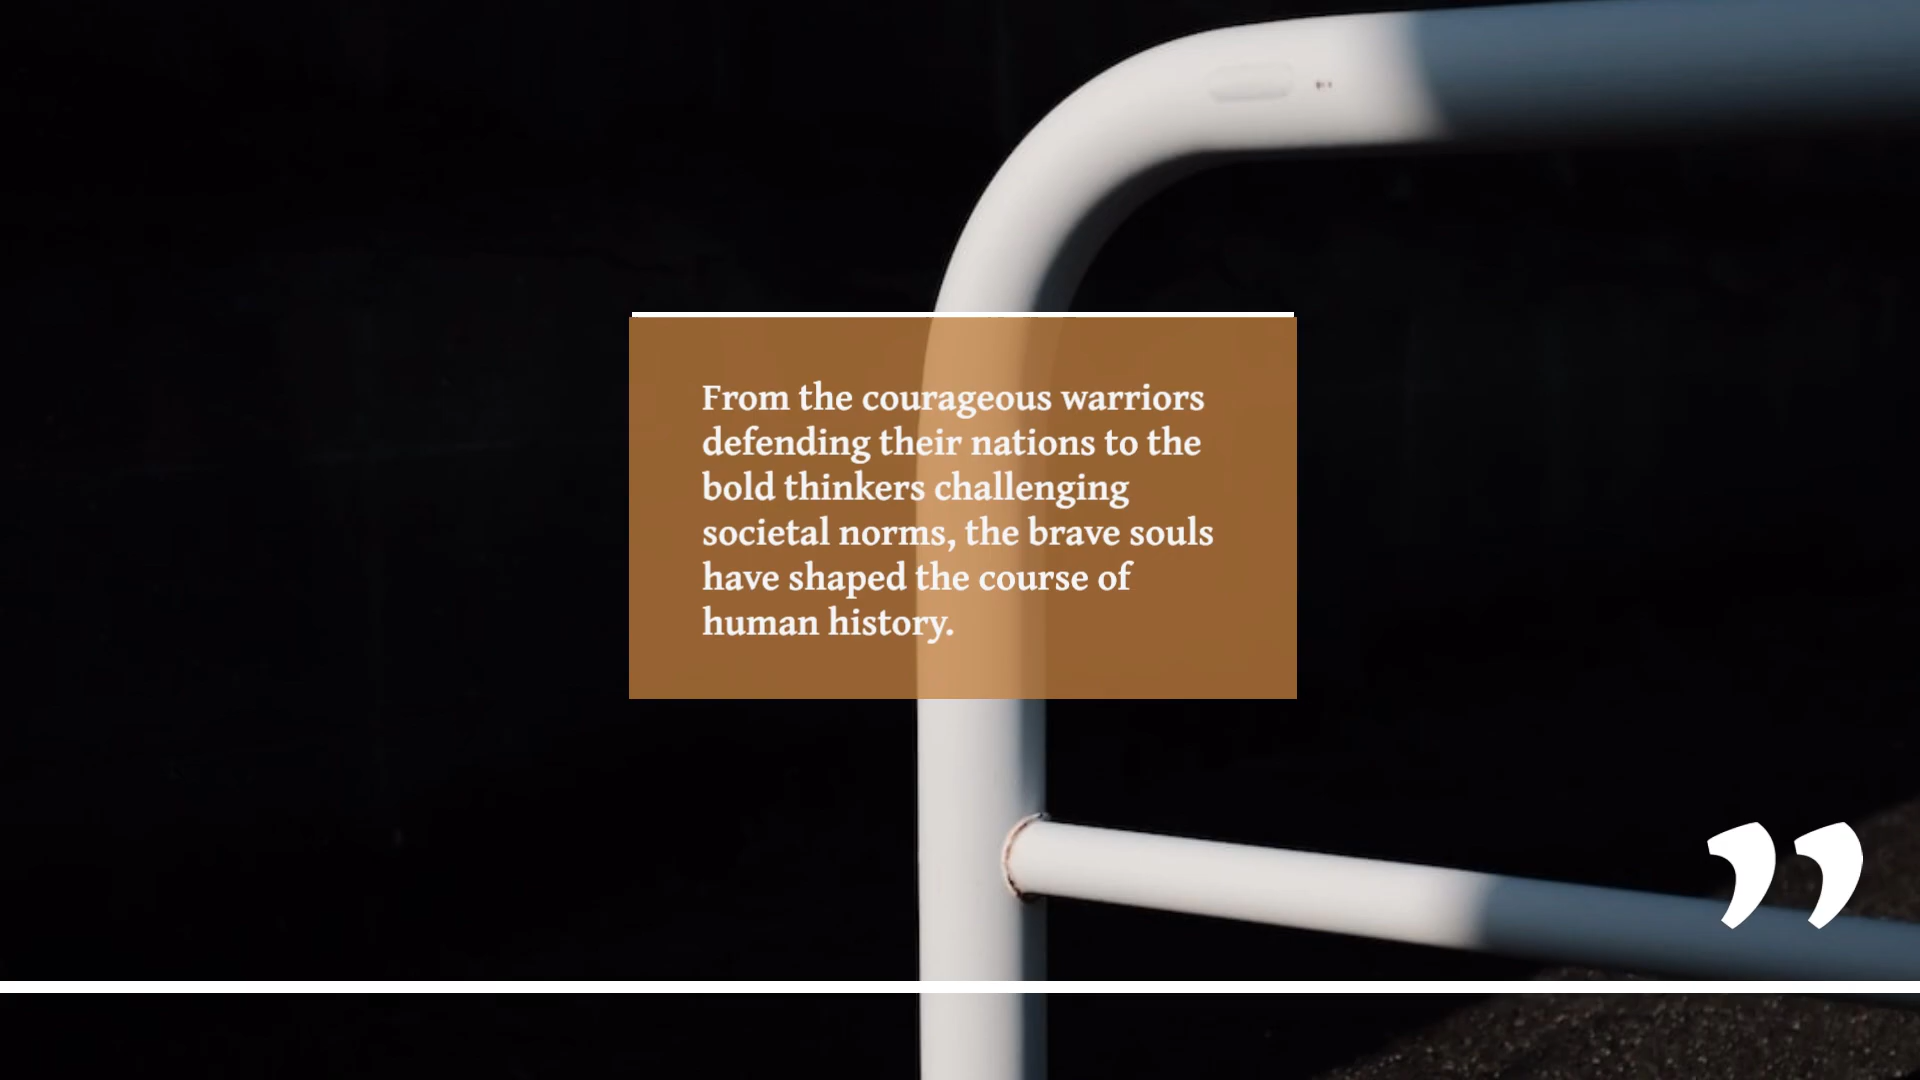 From the courageous warriors
defending their nations to the
bold thinkers challenging
societal norms, the brave souls
have shaped the course of
human history.
”